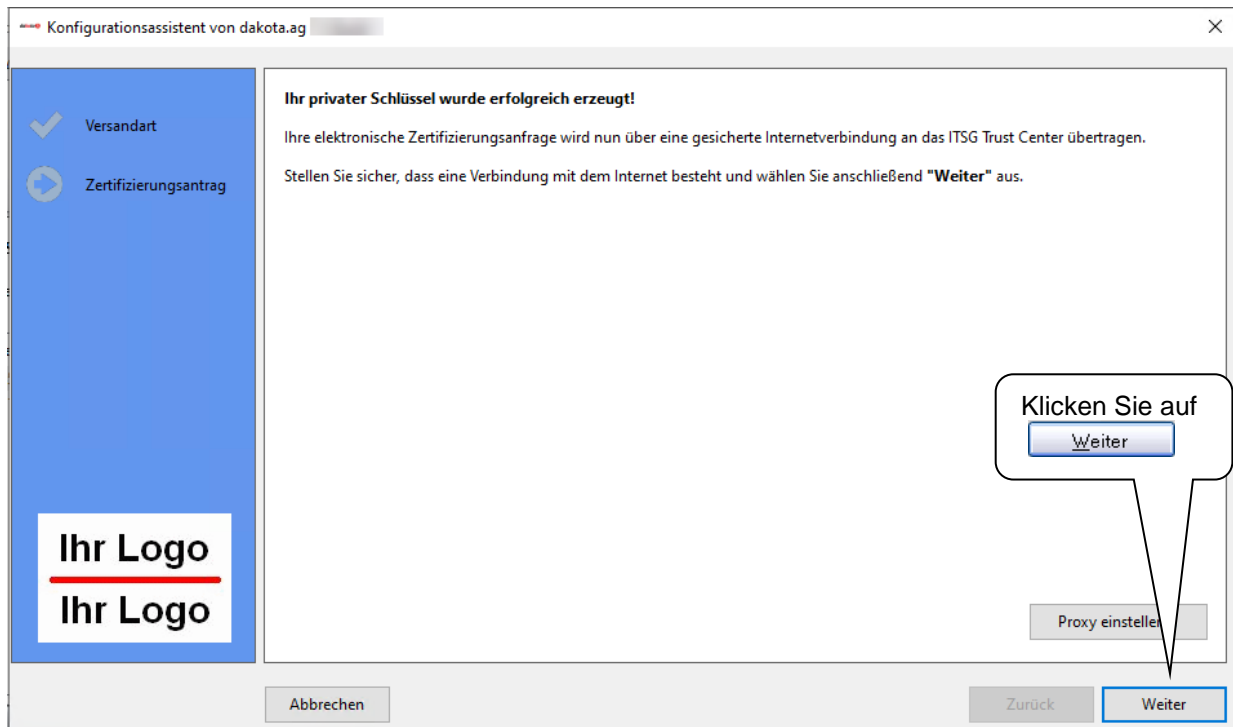 Konfigurationsassistent von dakota.ag
Versandart
Zertifizierungsantrag
Ihr privater Schlüssel wurde erfolgreich erzeugt!
Ihre elektronische Zertifizierungsanfrage wird nun über eine gesicherte Internetverbindung an das ITSG Trust Center übertragen.
Stellen Sie sicher, dass eine Verbindung mit dem Internet besteht und wählen Sie anschließend "Weiter" aus.
Klicken Sie auf
Weiter
Ihr Logo
Ihr Logo
Proxy einstellen
Abbrechen
Zurück
Weiter